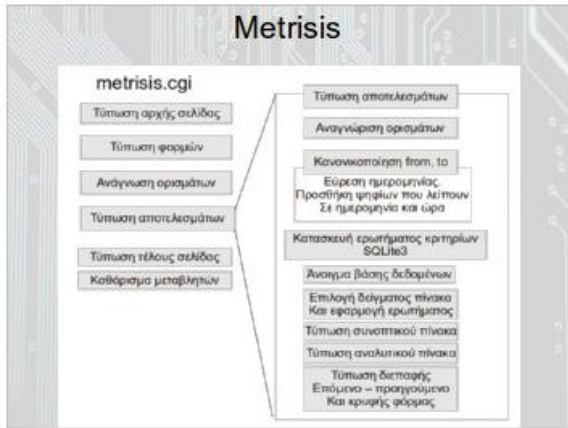 Metrisis
metrisis.cgi
Τύπωση αρχής σελίδας
Τύπωση φορμών
Ανάγνωση ορισμάτων
Τύπωση αποτελεσμάτων
Τύπωση τέλους σελίδας
Καθάρισμα μεταβλητών
Τύπωση αποτελεσμάτων
Αναγνώριση ορισμάτων
Κανονικοποίηση from, to
Εύρεση ημερομηνίας.
Προσθήκη ψηφίων που λείπουν
Σε ημερομηνία και ώρα
Κατασκευή ερωτήματος κριτηρίων
SQLite3
Άνοιγμα βάσης δεδομένων
Επιλογή δείγματος πίνακα
Και εφαρμογή ερωτήματος
Τύπωση συνοπτικού πίνακα
Τύπωση αναλυτικού πίνακα
Τύπωση διεπαφής
Επόμενο – προηγούμενο
Και κρυφής φόρμας